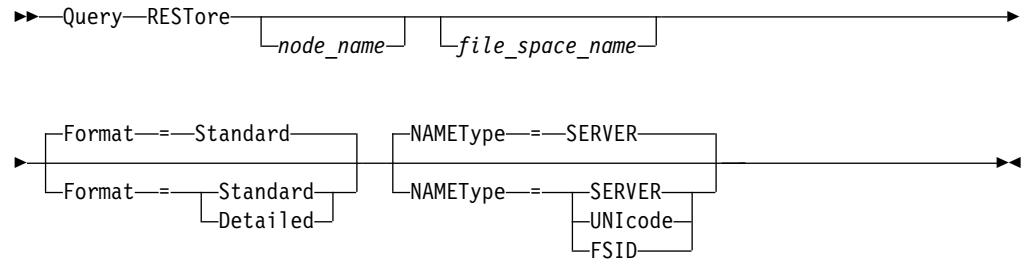 Query RESTore
node_name file_space_name
Format = Standard NAMEType = SERVER
Format = Standard NAMEType = SERVER
Detailed UNIcode
FSID